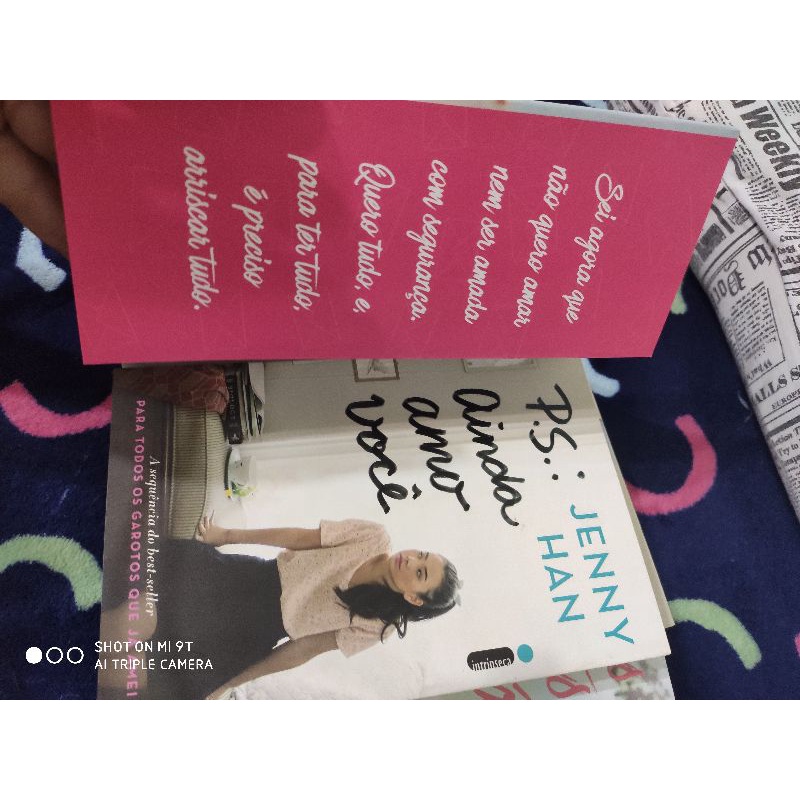 Sei agora que
não quero amar
nem ser amada
com segurança.
Quero tudo, e,
para ter tudo,
é preciso
arriscar tudo.
P.S.:
ainda
amo
você
JENNY
HAN
A sequência do best-seller
PARA TODOS OS GAROTOS QUE JÁ AMEI
intrínseca
Weekly
SHOT ON MI 9T
AI TRIPLE CAMERA